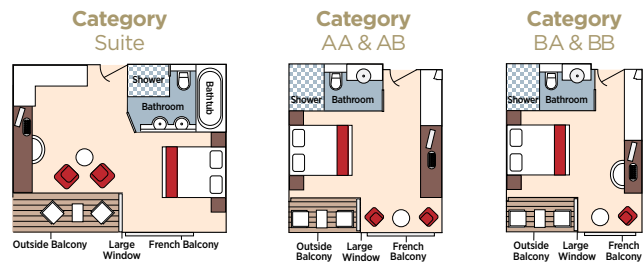 Category
Suite
Shower
Bathroom
Bathtub
Outside Balcony
Large
Window
French Balcony
Category
AA & AB
Shower
Bathroom
Outside
Balcony
Large
Window
French
Balcony
Category
BA & BB
Shower
Bathroom
Outside
Balcony
Large
Window
French
Balcony